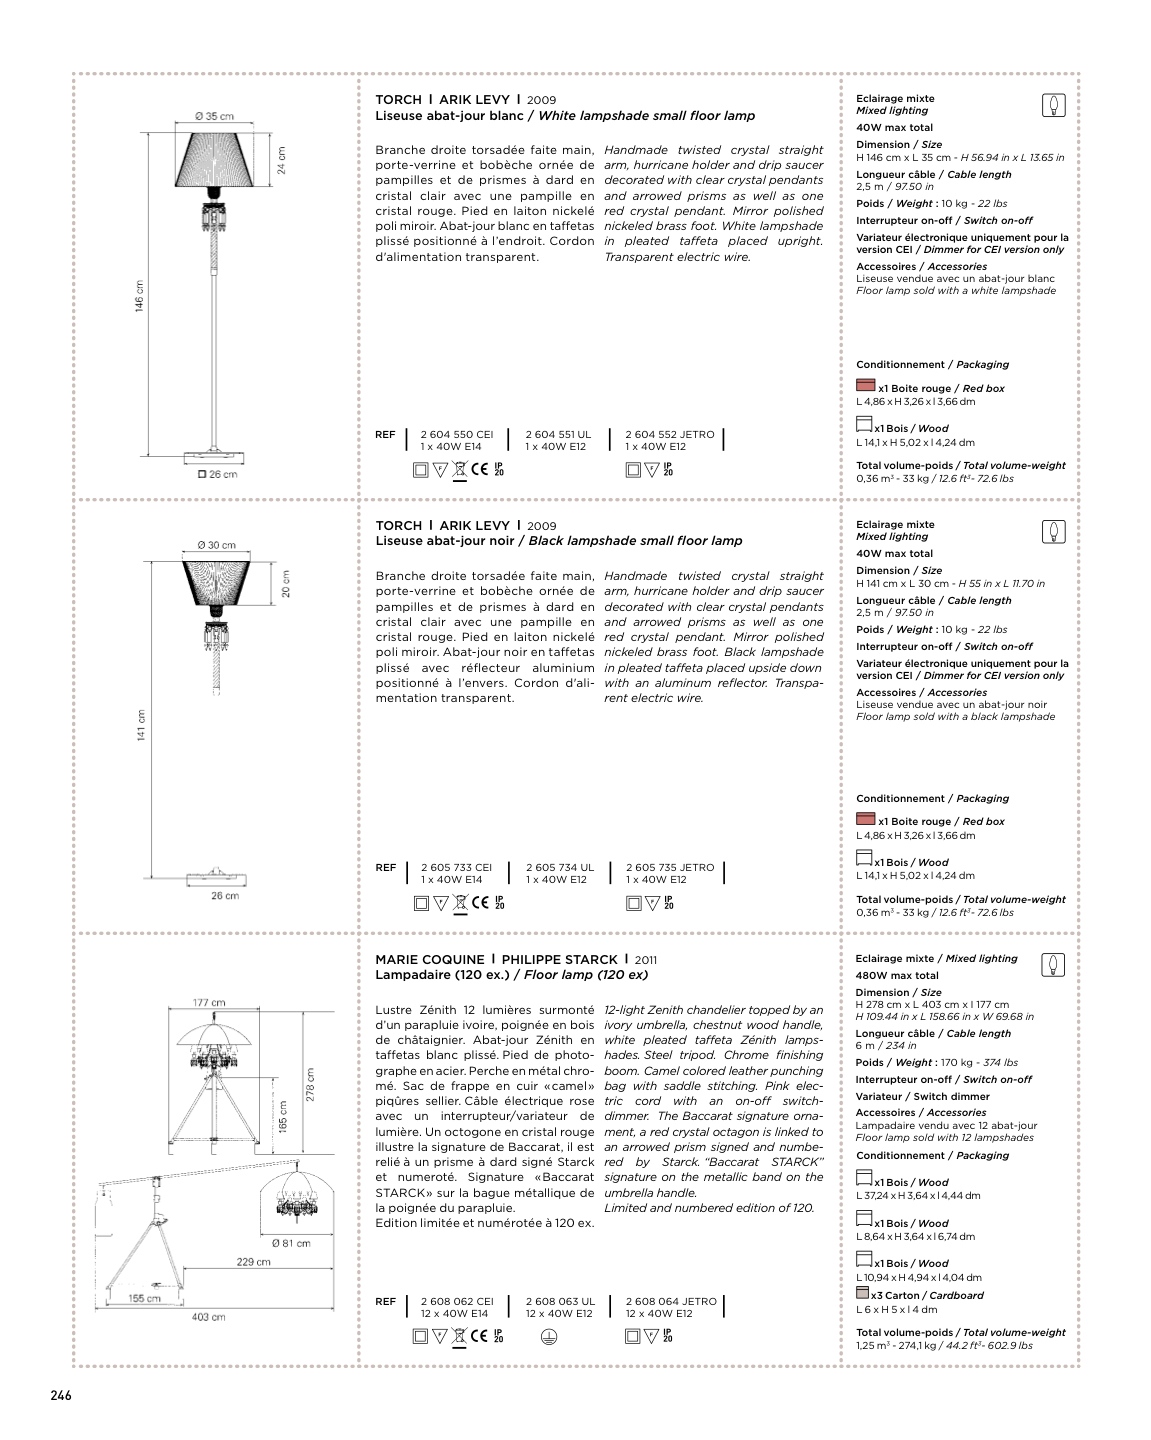 Ø 35 cm
24 cm
146 cm
26 cm
TORCH I ARIK LEVY I 2009
Liseuse abat-jour blanc / White lampshade small floor lamp
Branche droite torsadée faite main,
porte-verrine et bobèche ornée de
pampilles et de prismes à dard en
cristal clair avec une pampille en
cristal rouge. Pied en laiton nickelé
poli miroir. Abat-jour blanc en taffetas
plissé positionné à l'endroit. Cordon
d'alimentation transparent.
Handmade twisted crystal straight
arm, hurricane holder and drip saucer
decorated with clear crystal pendants
and arrowed prisms as well as one
red crystal pendant. Mirror polished
nickeled brass foot. White lampshade
in pleated taffeta placed upright.
Transparent electric wire.
REF
2 604 550 CEI
1 x 40W E14
2 604 551 UL
1 x 40W E12
2 604 552 JETRO
1 x 40W E12
F CE IP 20
F IP 20
Eclairage mixte
Mixed lighting
40W max total
Dimension / Size
H 146 cm x L 35 cm - H 56.94 in x L 13.65 in
Longueur câble / Cable length
2,5 m / 97.50 in
Poids / Weight : 10 kg - 22 lbs
Interrupteur on-off / Switch on-off
Variateur électronique uniquement pour la
version CEI / Dimmer for CEI version only
Accessoires / Accessories
Liseuse vendue avec un abat-jour blanc
Floor lamp sold with a white lampshade
Conditionnement / Packaging
x1 Boite rouge / Red box
L 4,86 x H 3,26 x l 3,66 dm
x1 Bois / Wood
L 14,1 x H 5,02 x l 4,24 dm
Total volume-poids / Total volume-weight
0,36 m³ - 33 kg / 12.6 ft³- 72.6 lbs
Ø 30 cm
20 cm
141 cm
26 cm
TORCH I ARIK LEVY I 2009
Liseuse abat-jour noir / Black lampshade small floor lamp
Branche droite torsadée faite main,
porte-verrine et bobèche ornée de
pampilles et de prismes à dard en
cristal clair avec une pampille en
cristal rouge. Pied en laiton nickelé
poli miroir. Abat-jour noir en taffetas
plissé avec réflecteur aluminium
positionné à l'envers. Cordon d'ali-
mentation transparent.
Handmade twisted crystal straight
arm, hurricane holder and drip saucer
decorated with clear crystal pendants
and arrowed prisms as well as one
red crystal pendant. Mirror polished
nickeled brass foot. Black lampshade
in pleated taffeta placed upside down
with an aluminum reflector. Transpa-
rent electric wire.
REF
2 605 733 CEI
1 x 40W E14
2 605 734 UL
1 x 40W E12
2 605 735 JETRO
1 x 40W E12
F CE IP 20
F IP 20
Eclairage mixte
Mixed lighting
40W max total
Dimension / Size
H 141 cm x L 30 cm - H 55 in x L 11.70 in
Longueur câble / Cable length
2,5 m / 97.50 in
Poids / Weight : 10 kg - 22 lbs
Interrupteur on-off / Switch on-off
Variateur électronique uniquement pour la
version CEI / Dimmer for CEI version only
Accessoires / Accessories
Liseuse vendue avec un abat-jour noir
Floor lamp sold with a black lampshade
Conditionnement / Packaging
x1 Boite rouge / Red box
L 4,86 x H 3,26 x l 3,66 dm
x1 Bois / Wood
L 14,1 x H 5,02 x l 4,24 dm
Total volume-poids / Total volume-weight
0,36 m³ - 33 kg / 12.6 ft³- 72.6 lbs
177 cm
278 cm
165 cm
Ø 81 cm
229 cm
155 cm
403 cm
MARIE COQUINE I PHILIPPE STARCK I 2011
Lampadaire (120 ex.) / Floor lamp (120 ex)
Lustre Zénith 12 lumières surmonté
d'un parapluie ivoire, poignée en bois
de châtaignier. Abat-jour Zénith en
taffetas blanc plissé. Pied de photo-
graphe en acier. Perche en métal chro-
mé. Sac de frappe en cuir «camel»
piqûres sellier. Câble électrique rose
avec un interrupteur/variateur de
lumière. Un octogone en cristal rouge
illustre la signature de Baccarat, il est
relié à un prisme à dard signé Starck
et numeroté. Signature «Baccarat
STARCK» sur la bague métallique de
la poignée du parapluie.
Edition limitée et numérotée à 120 ex.
12-light Zenith chandelier topped by an
ivory umbrella, chestnut wood handle,
white pleated taffeta Zénith lamps-
hades. Steel tripod. Chrome finishing
boom. Camel colored leather punching
bag with saddle stitching. Pink elec-
tric cord with an on-off switch-
dimmer. The Baccarat signature orna-
ment, a red crystal octagon is linked to
an arrowed prism signed and numbe-
red by Starck. "Baccarat STARCK"
signature on the metallic band on the
umbrella handle.
Limited and numbered edition of 120.
REF
2 608 062 CEI
12 x 40W E14
2 608 063 UL
12 x 40W E12
2 608 064 JETRO
12 x 40W E12
F CE IP 20
F IP 20
Eclairage mixte / Mixed lighting
480W max total
Dimension / Size
H 278 cm x L 403 cm x l 177 cm
H 109.44 in x L 158.66 in x W 69.68 in
Longueur câble / Cable length
6 m / 234 in
Poids / Weight : 170 kg - 374 lbs
Interrupteur on-off / Switch on-off
Variateur / Switch dimmer
Accessoires / Accessories
Lampadaire vendu avec 12 abat-jour
Floor lamp sold with 12 lampshades
Conditionnement / Packaging
x1 Bois / Wood
L 37,24 x H 3,64 x l 4,44 dm
x1 Bois / Wood
L 8,64 x H 3,64 x l 6,74 dm
x1 Bois / Wood
L 10,94 x H 4,94 x l 4,04 dm
x3 Carton / Cardboard
L 6 x H 5 x l 4 dm
Total volume-poids / Total volume-weight
1,25 m³ - 274,1 kg / 44.2 ft³- 602.9 lbs
246